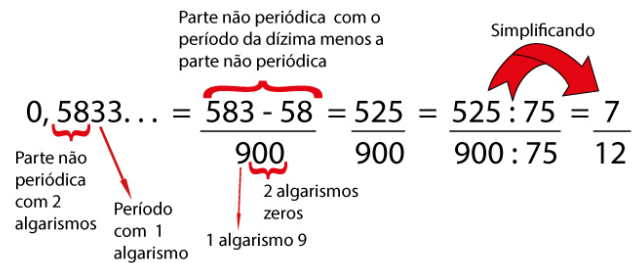 Parte não periódica com o
período da dízima menos a
parte não periódica
Simplificando
0, 5833. . . = 583 - 58 / 900 = 525 / 900 = 525 : 75 / 900 : 75 = 7 / 12
Parte não
periódica
com 2
algarismos
Período
com 1
algarismo
2 algarismos
zeros
1 algarismo 9